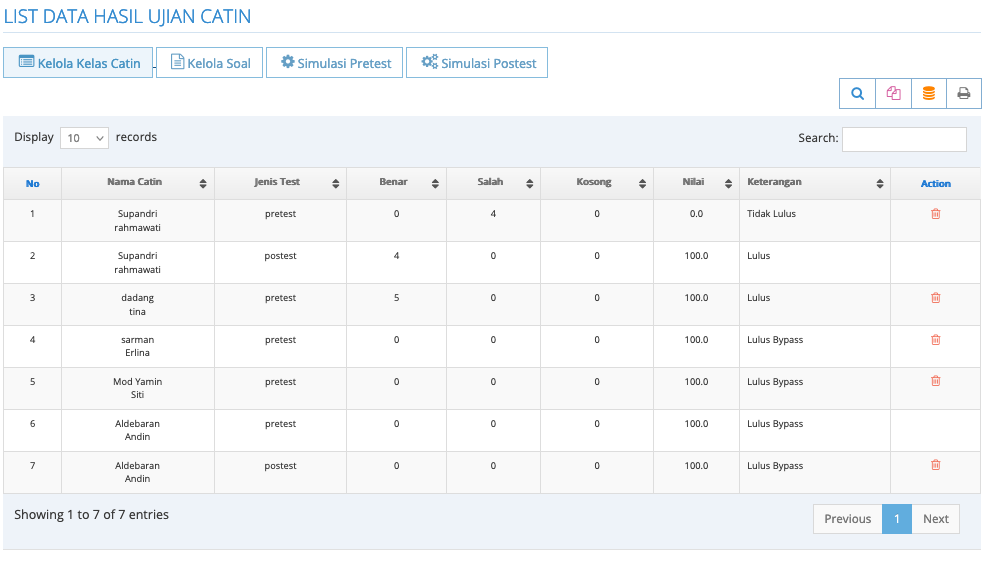 LIST DATA HASIL UJIAN CATIN
Kelola Kelas Catin Kelola Soal Simulasi Pretest Simulasi Postest
Display 10 records Search:
No Nama Catin Jenis Test Benar Salah Kosong Nilai Keterangan Action
1 Supandri pretest 0 4 0 0.0 Tidak Lulus
rahmawati
2 Supandri postest 4 0 0 100.0 Lulus
rahmawati
3 dadang pretest 5 0 0 100.0 Lulus
tina
4 sarman pretest 0 0 0 100.0 Lulus Bypass
Erlina
5 Mod Yamin pretest 0 0 0 100.0 Lulus Bypass
Siti
6 Aldebaran pretest 0 0 0 100.0 Lulus Bypass
Andin
7 Aldebaran postest 0 0 0 100.0 Lulus Bypass
Andin
Showing 1 to 7 of 7 entries Previous 1 Next